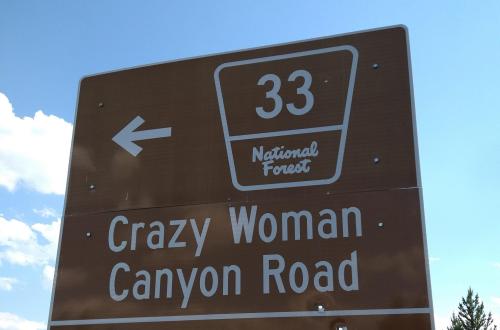 33
National
Forest
Crazy Woman
Canyon Road